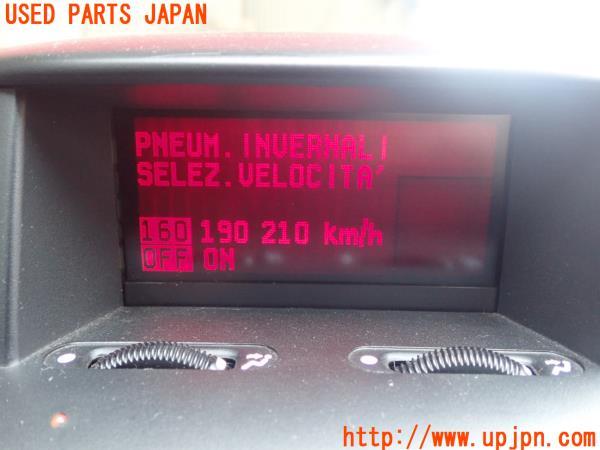 USED PARTS JAPAN
PNEUM.INVERNALI
SELEZ.VELOCITA'
160 190 210 km/h
OFF ON
http://www.upjpn.com/